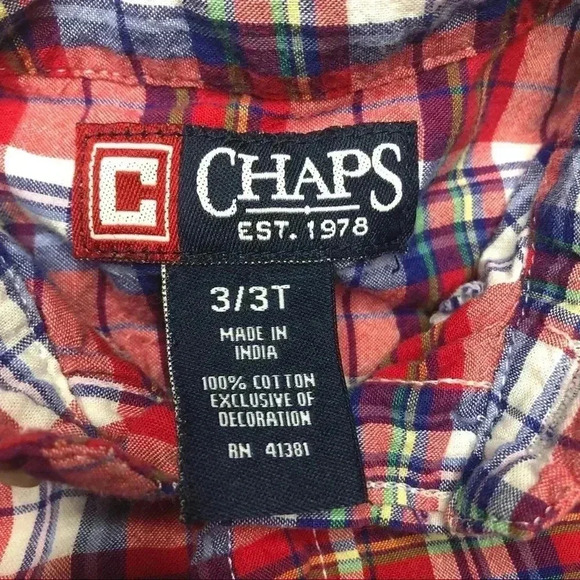 C CHAPS
EST. 1978
3/3T
MADE IN
INDIA
100% COTTON
EXCLUSIVE OF
DECORATION
RN 41381